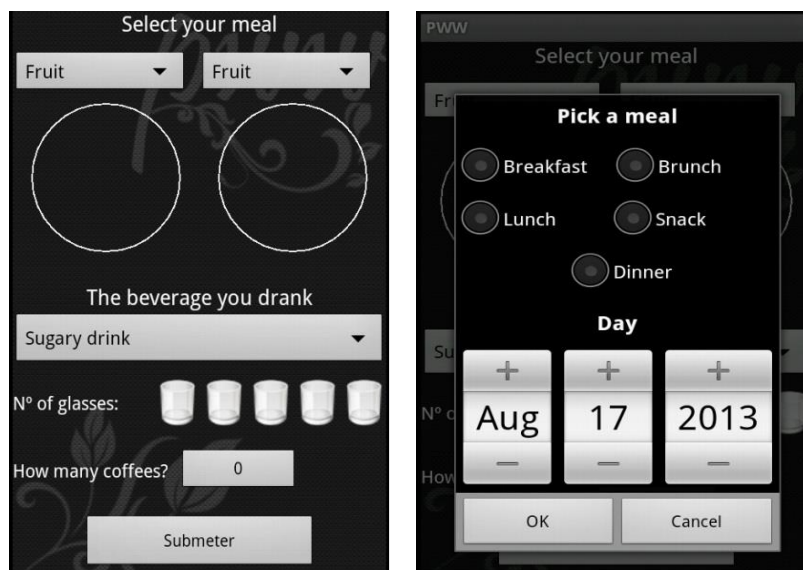 Select your meal
Fruit Fruit
The beverage you drank
Sugary drink
Nº of glasses:
How many coffees? 0
Submeter
PWW
Select your meal
Pick a meal
Breakfast Brunch
Lunch Snack
Dinner
Day
Aug 17 2013
OK Cancel